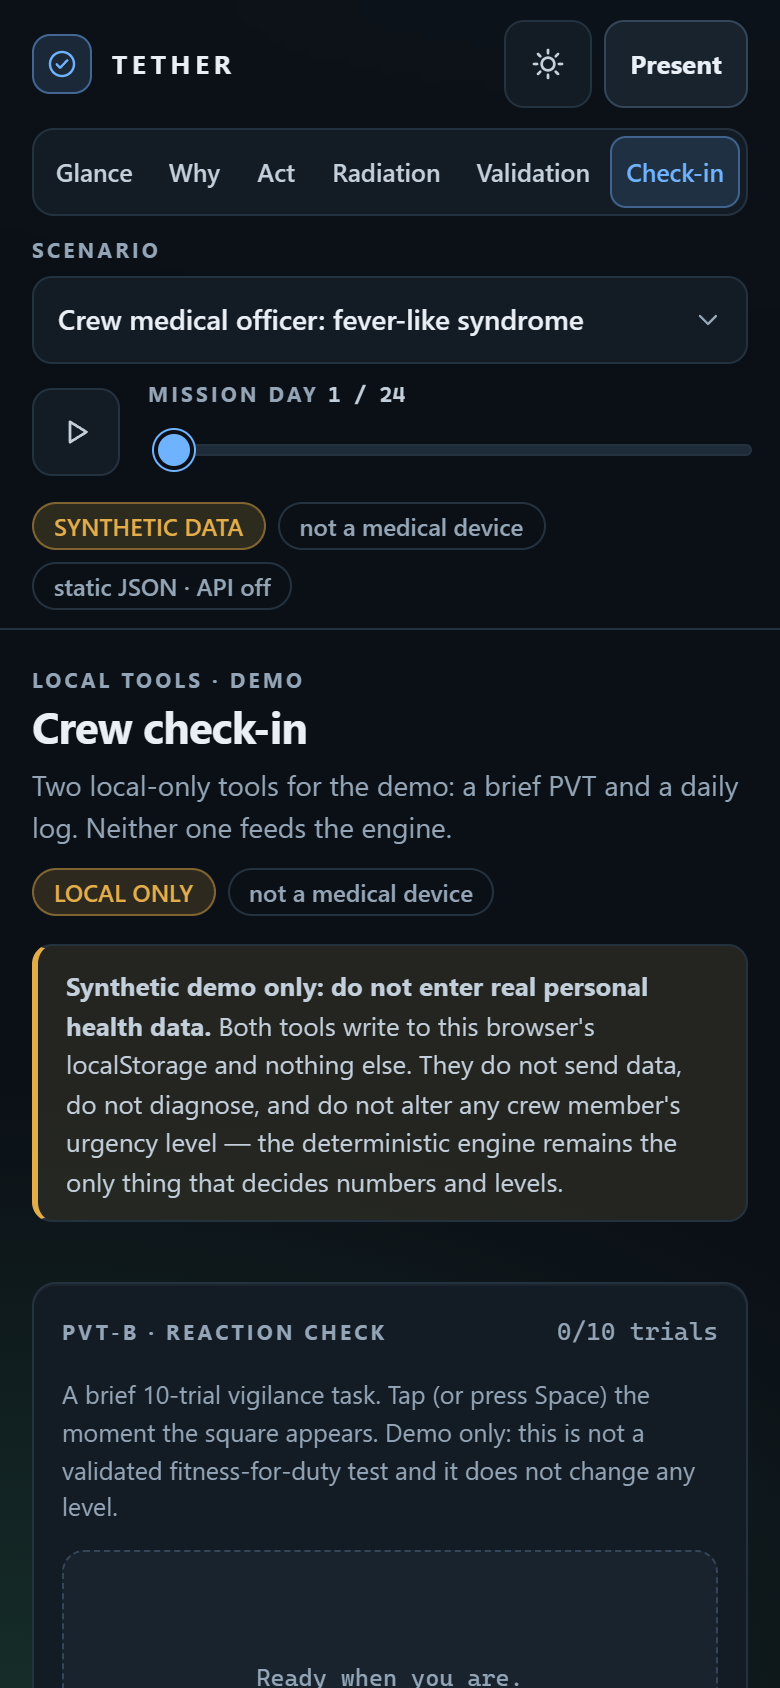 TETHER
Present
Glance Why Act Radiation Validation Check-in
SCENARIO
Crew medical officer: fever-like syndrome
MISSION DAY 1 / 24
SYNTHETIC DATA not a medical device
static JSON · API off
LOCAL TOOLS · DEMO
Crew check-in
Two local-only tools for the demo: a brief PVT and a daily
log. Neither one feeds the engine.
LOCAL ONLY not a medical device
Synthetic demo only: do not enter real personal
health data. Both tools write to this browser's
localStorage and nothing else. They do not send data,
do not diagnose, and do not alter any crew member's
urgency level — the deterministic engine remains the
only thing that decides numbers and levels.
PVT-B · REACTION CHECK 0/10 trials
A brief 10-trial vigilance task. Tap (or press Space) the
moment the square appears. Demo only: this is not a
validated fitness-for-duty test and it does not change any
level.
Ready when you are.